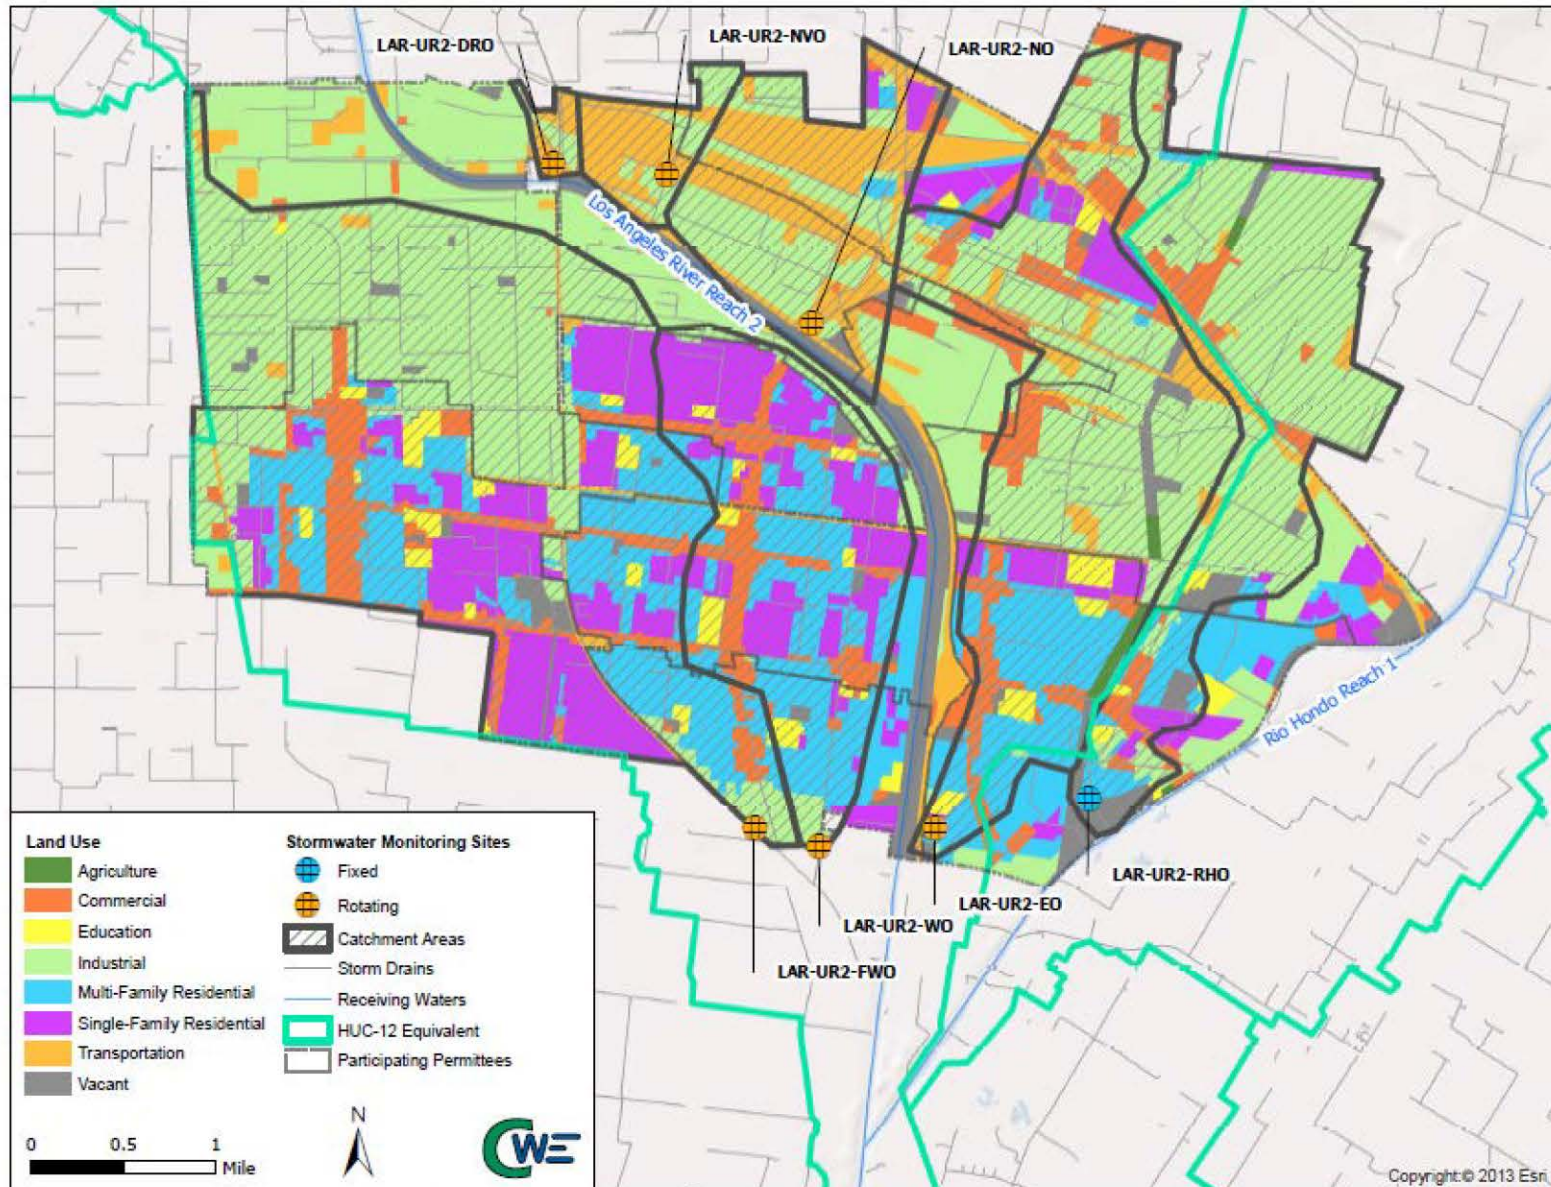 LAR-UR2-DRO
LAR-UR2-NVO
LAR-UR2-NO
Los Angeles River Reach 2
Rio Hondo Reach 1
LAR-UR2-RHO
LAR-UR2-EO
LAR-UR2-WO
LAR-UR2-FWO
Land Use
Agriculture
Commercial
Education
Industrial
Multi-Family Residential
Single-Family Residential
Transportation
Vacant
Stormwater Monitoring Sites
Fixed
Rotating
Catchment Areas
Storm Drains
Receiving Waters
HUC-12 Equivalent
Participating Permittees
0 0.5 1
Mile
N
CWE
Copyright:© 2013 Esri